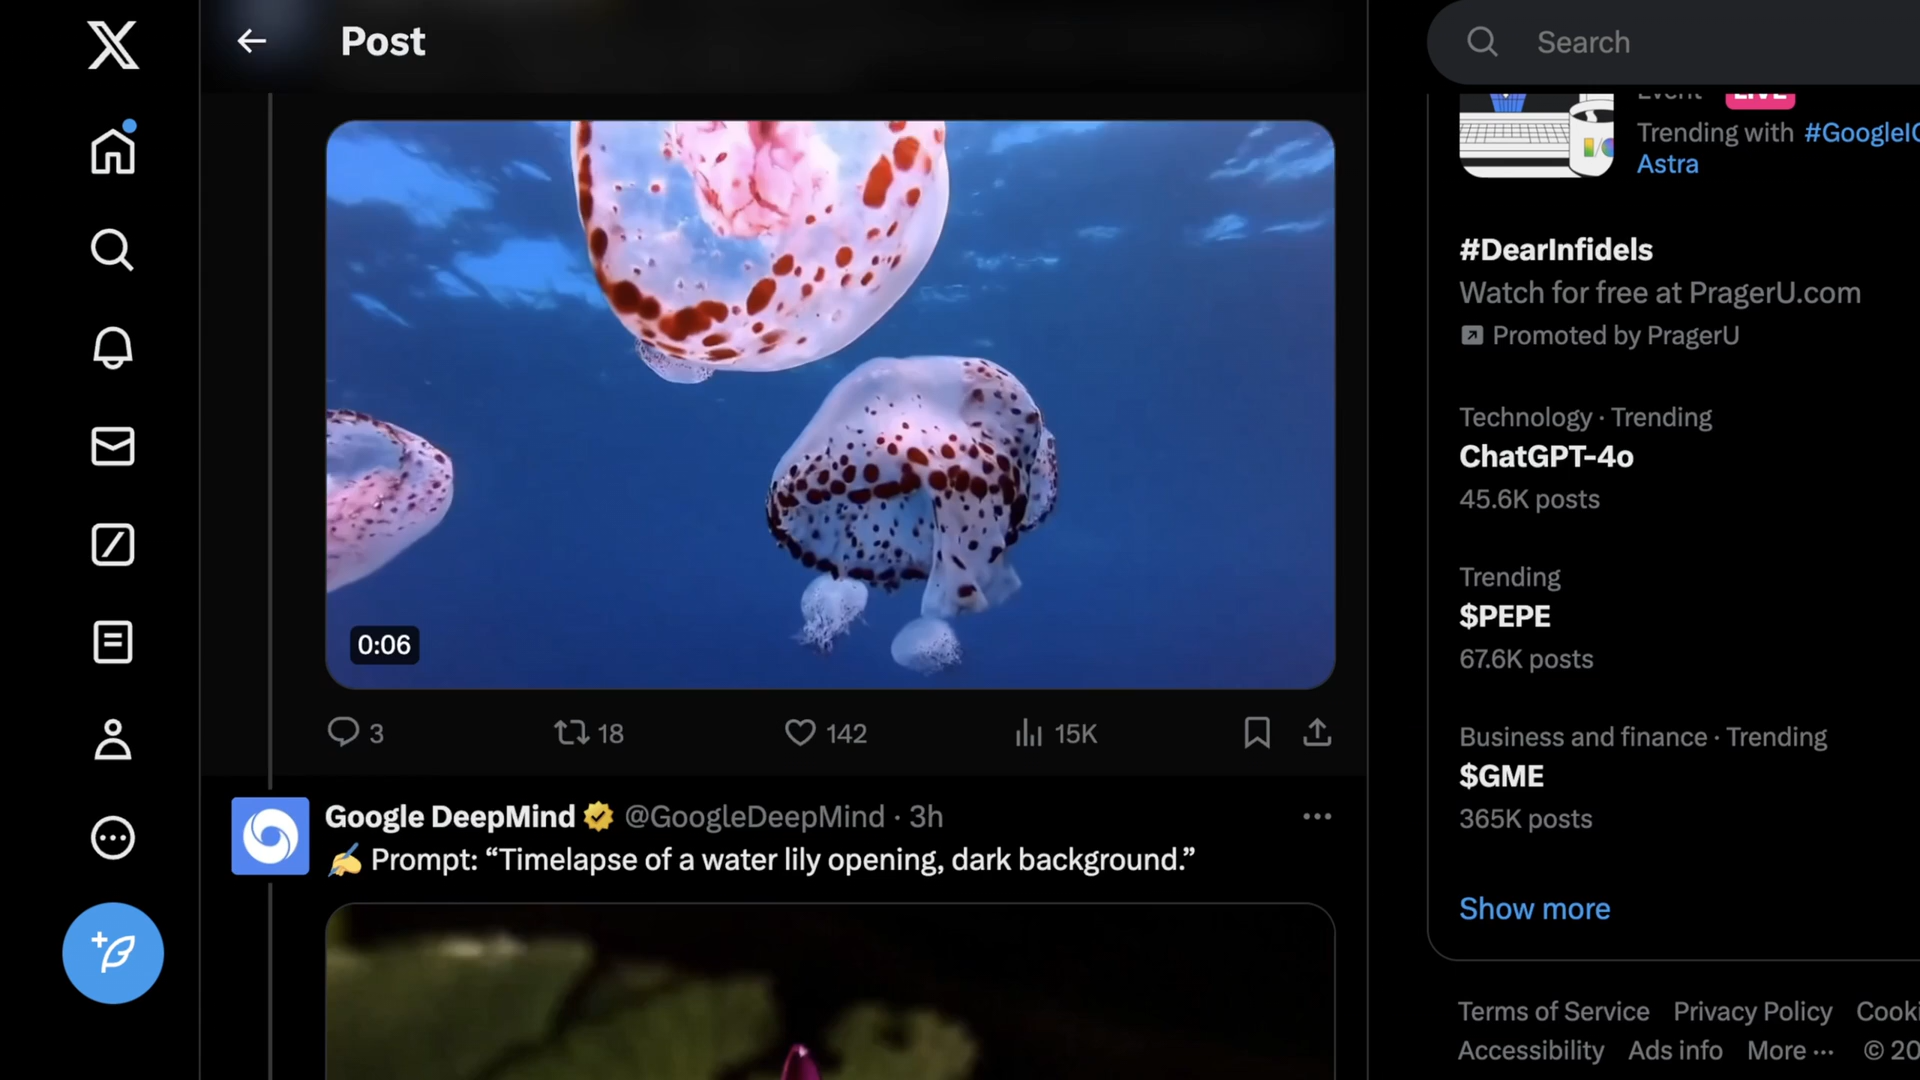 Post
0:06
3
18
142
15K
Google DeepMind @GoogleDeepMind · 3h
✍️ Prompt: “Timelapse of a water lily opening, dark background.”
Search
Event LIVE
Trending with #GoogleIO
Astra
I/O
#DearInfidels
Watch for free at PragerU.com
Promoted by PragerU
Technology · Trending
ChatGPT-4o
45.6K posts
Trending
$PEPE
67.6K posts
Business and finance · Trending
$GME
365K posts
Show more
Terms of Service Privacy Policy
Accessibility Ads info More ··· ©